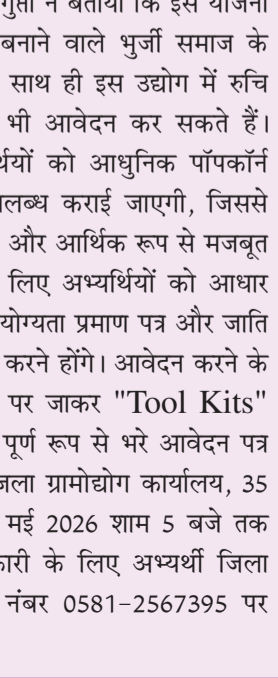 गुप्ता ने बताया कि इस योजना
बनाने वाले भुर्जी समाज के
साथ ही इस उद्योग में रुचि
भी आवेदन कर सकते हैं।
र्थियों को आधुनिक पॉपकॉर्न
लब्ध कराई जाएगी, जिससे
और आर्थिक रूप से मजबूत
लिए अभ्यर्थियों को आधार
योग्यता प्रमाण पत्र और जाति
करने होंगे। आवेदन करने के
पर जाकर "Tool Kits"
पूर्ण रूप से भरे आवेदन पत्र
जला ग्रामोद्योग कार्यालय, 35
मई 2026 शाम 5 बजे तक
कारी के लिए अभ्यर्थी जिला
नंबर 0581-2567395 पर